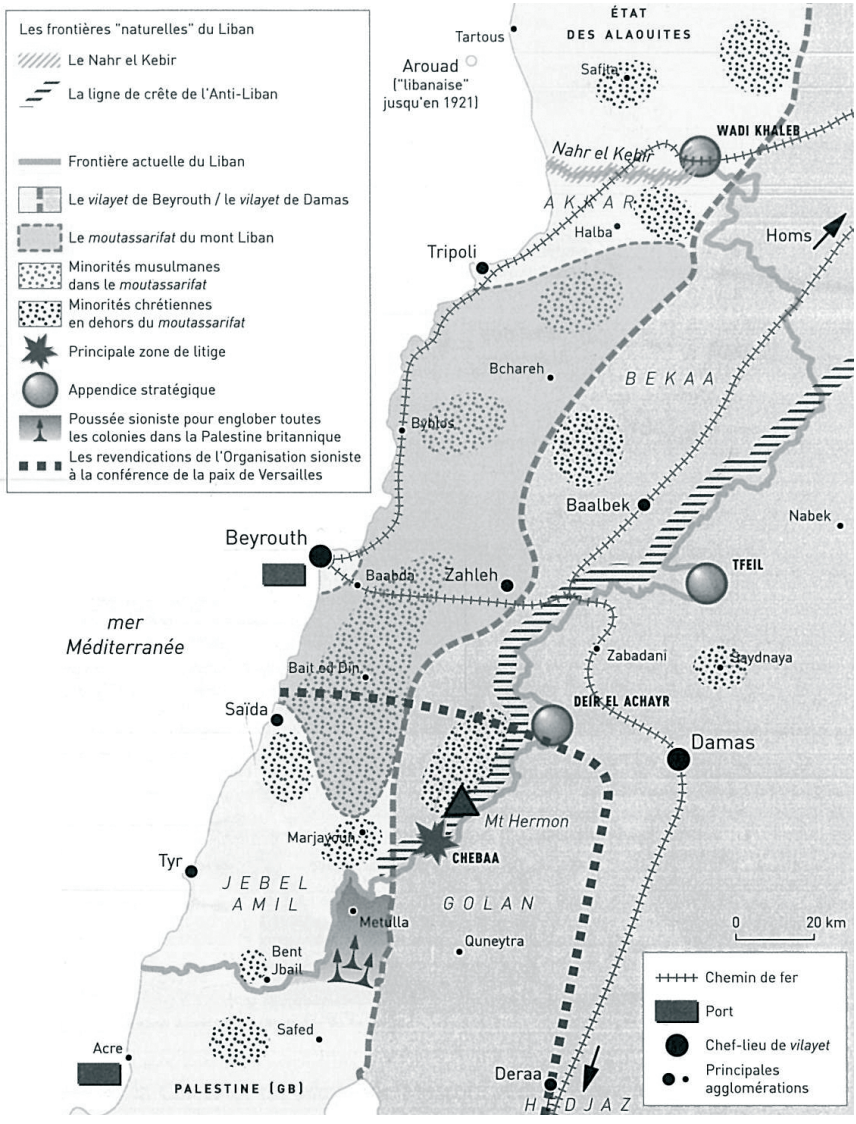 Les frontières "naturelles" du Liban
Le Nahr el Kebir
La ligne de crête de l'Anti-Liban
Frontière actuelle du Liban
Le vilayet de Beyrouth / le vilayet de Damas
Le moutassarifat du mont Liban
Minorités musulmanes
dans le moutassarifat
Minorités chrétiennes
en dehors du moutassarifat
Principale zone de litige
Appendice stratégique
Poussée sioniste pour englober toutes
les colonies dans la Palestine britannique
Les revendications de l'Organisation sioniste
à la conférence de la paix de Versailles
ÉTAT
DES ALAOUITES
Tartous
Arouad
("libanaise"
jusqu'en 1921)
Safita
WADI KHALEB
Nahr el Kebir
AKKAR
Halba
Homs
Tripoli
Bchareh
BEKAA
Byblos
Baalbek
Nabek
Beyrouth
TFEIL
Baabda
Zahleh
mer
Méditerranée
Zabadani
Saydnaya
Bait ed Din
DEIR EL ACHAYR
Saïda
Damas
Mt Hermon
Marjayoun
CHEBAA
Tyr
JEBEL
AMIL
GOLAN
Metulla
0 20 km
Quneytra
Bent
Jbail
Safed
Acre
PALESTINE (GB)
Deraa
HEDJAZ
Chemin de fer
Port
Chef-lieu de vilayet
Principales
agglomérations